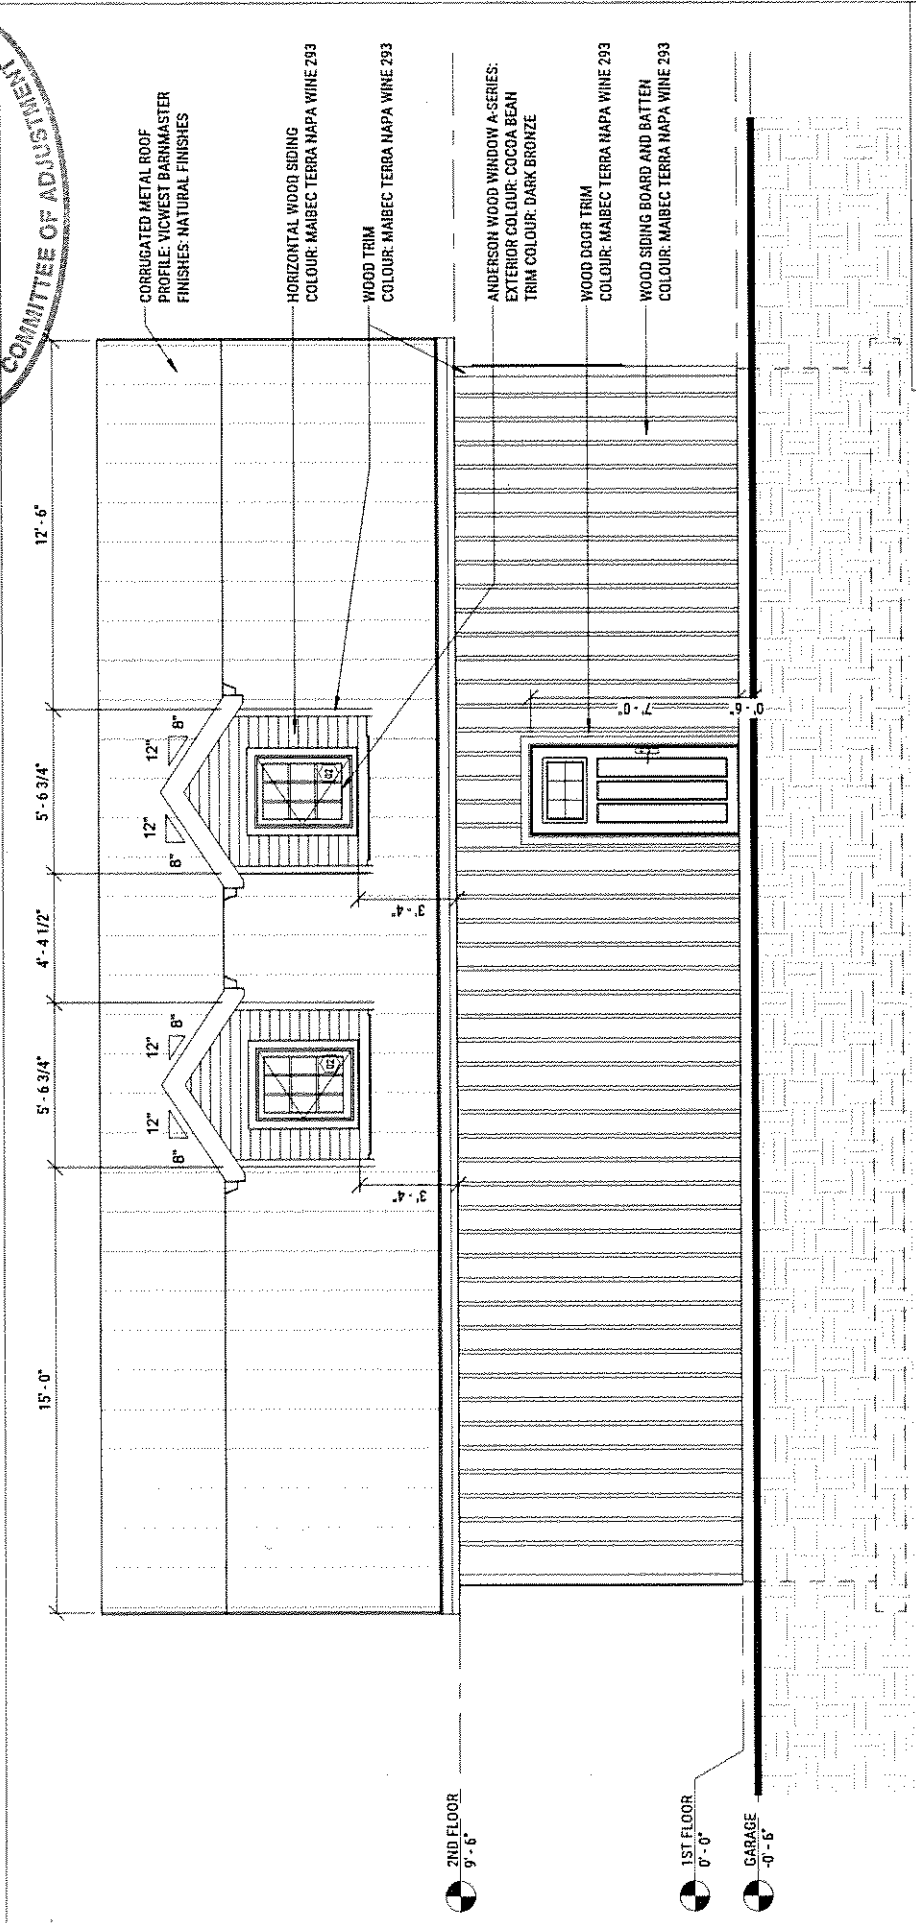 COMMITTEE OF ADJUSTMENT
15' - 0"
5' - 6 3/4"
4' - 4 1/2"
5' - 6 3/4"
12' - 6"
12"
12"
12"
12"
8"
8"
8"
8"
02
02
3' - 4"
3' - 4"
7' - 0"
0' - 6"
CORRUGATED METAL ROOF
PROFILE: VICWEST BARNMASTER
FINISHES: NATURAL FINISHES
HORIZONTAL WOOD SIDING
COLOUR: MAIBEC TERRA NAPA WINE 293
WOOD TRIM
COLOUR: MAIBEC TERRA NAPA WINE 293
ANDERSON WOOD WINDOW A-SERIES:
EXTERIOR COLOUR: COCOA BEAN
TRIM COLOUR: DARK BRONZE
WOOD DOOR TRIM
COLOUR: MAIBEC TERRA NAPA WINE 293
WOOD SIDING BOARD AND BATTEN
COLOUR: MAIBEC TERRA NAPA WINE 293
2ND FLOOR
9' - 6"
1ST FLOOR
0' - 0"
GARAGE
-0' - 6"